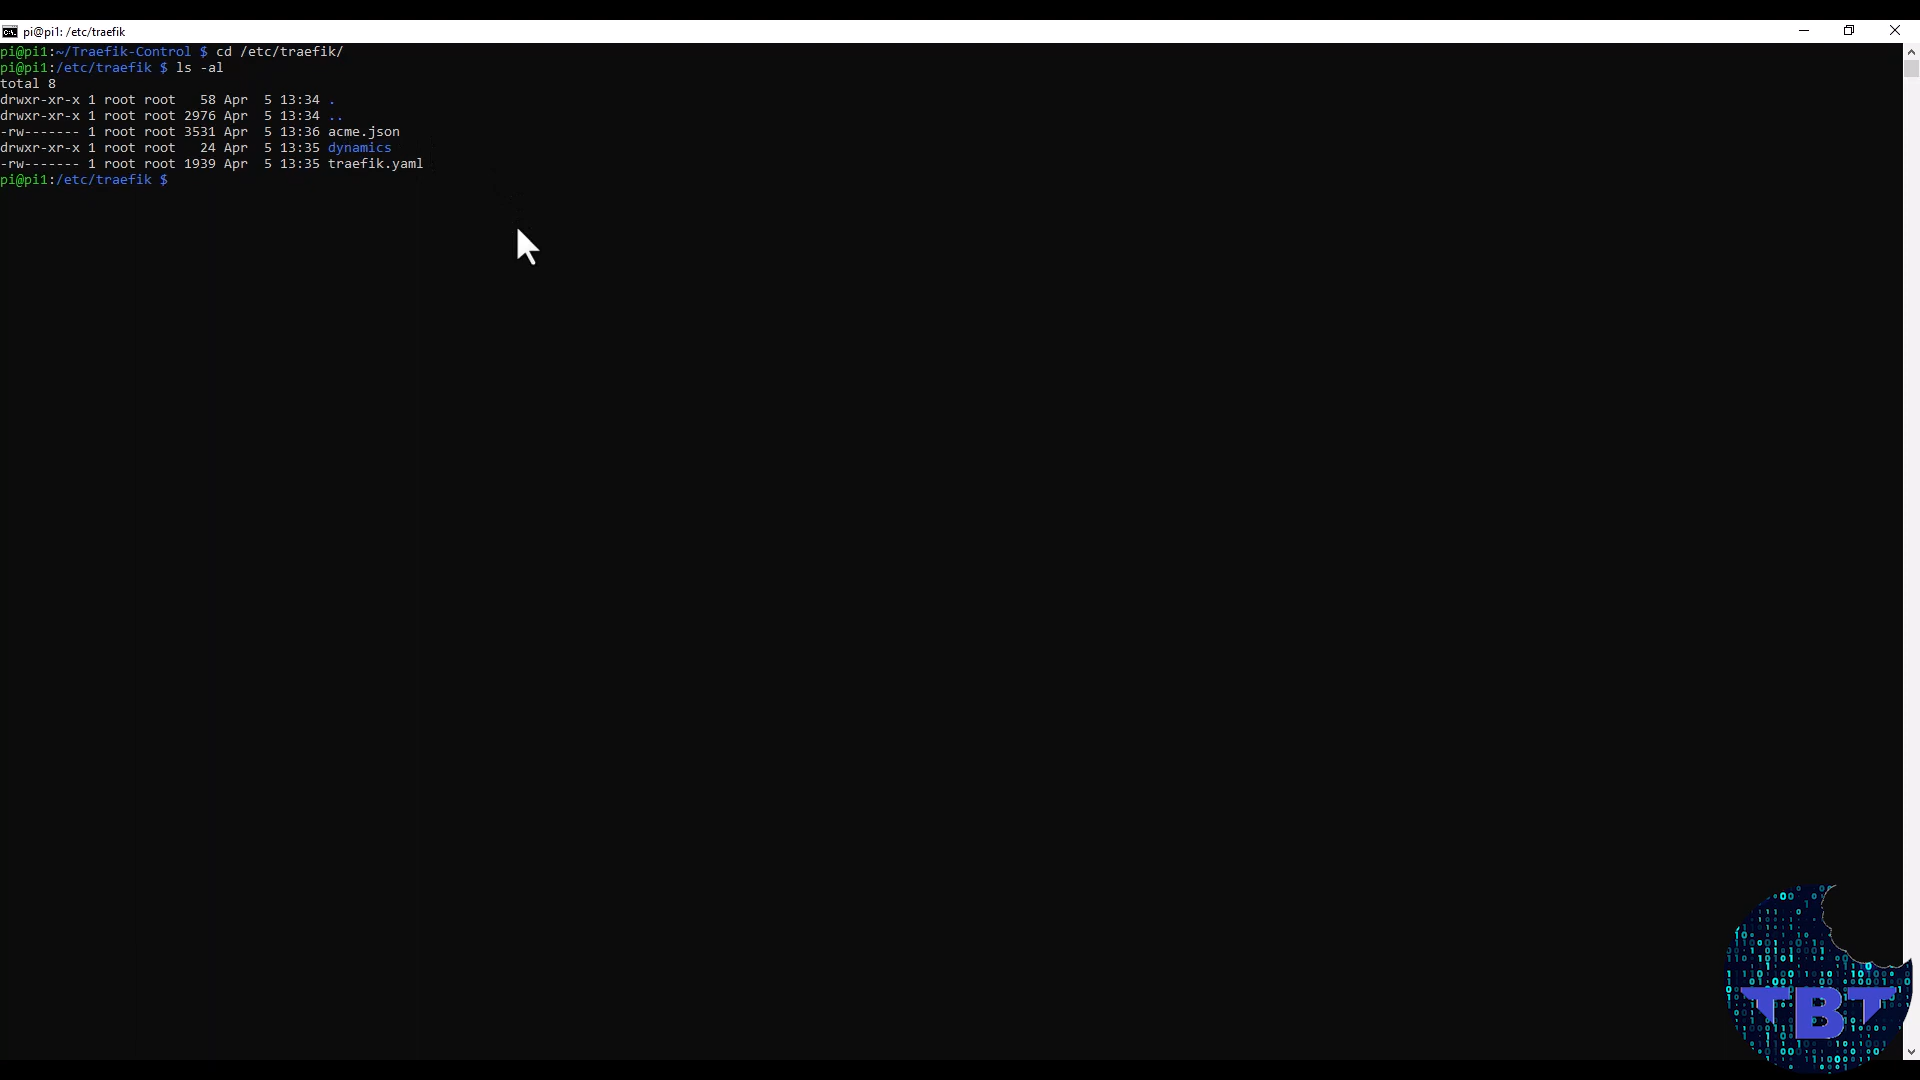 pi@pi1: /etc/traefik
pi@pi1:~/Traefik-Control $ cd /etc/traefik/
pi@pi1:/etc/traefik $ ls -al
total 8
drwxr-xr-x 1 root root   58 Apr  5 13:34 .
drwxr-xr-x 1 root root 2976 Apr  5 13:34 ..
-rw------- 1 root root 3531 Apr  5 13:36 acme.json
drwxr-xr-x 1 root root   24 Apr  5 13:35 dynamics
-rw------- 1 root root 1939 Apr  5 13:35 traefik.yaml
pi@pi1:/etc/traefik $
TBT